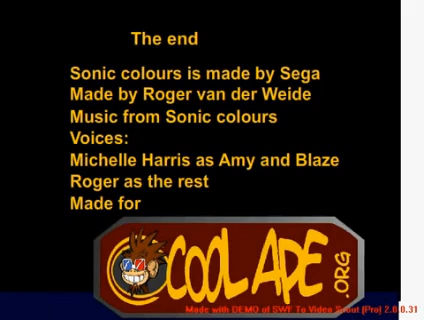 The end
Sonic colours is made by Sega
Made by Roger van der Weide
Music from Sonic colours
Voices:
Michelle Harris as Amy and Blaze
Roger as the rest
Made for
COOL APE .ORG
Made with DEMO of SWF To Video Scout (Pro) 2.8.0.31